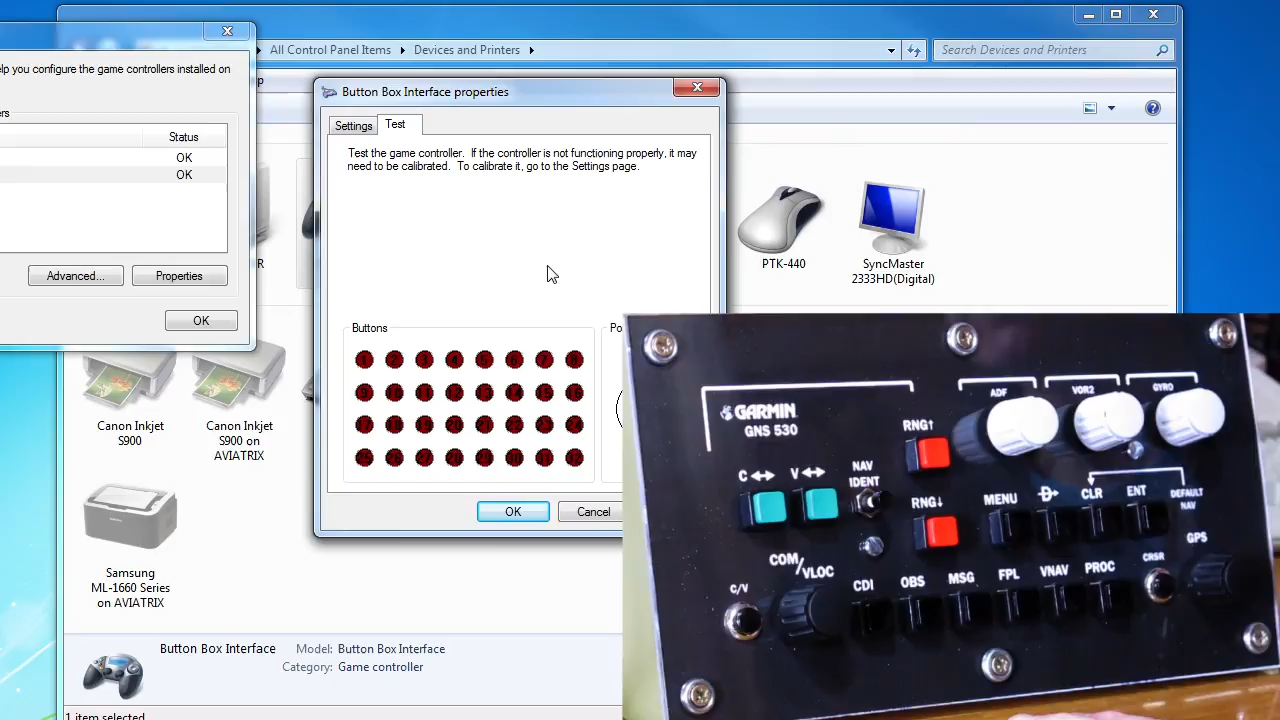 All Control Panel Items
Devices and Printers
Search Devices and Printers
elp you configure the game controllers installed on
ers
Status
OK
OK
Advanced...
Properties
OK
Button Box Interface properties
Settings
Test
Test the game controller. If the controller is not functioning properly, it may
need to be calibrated. To calibrate it, go to the Settings page.
Buttons
Po
OK
Cancel
PTK-440
SyncMaster
2333HD(Digital)
Canon Inkjet
S900
Canon Inkjet
S900 on
AVIATRIX
Samsung
ML-1660 Series
on AVIATRIX
Button Box Interface
Model: Button Box Interface
Category: Game controller
1 item selected
GARMIN
GNS 530
ADF
VOR2
GYRO
RNG↑
C↔
V↔
NAV
IDENT
RNG↓
MENU
D
CLR
ENT
DEFAULT
NAV
GPS
COM/VLOC
C/V
CDI
OBS
MSG
FPL
VNAV
PROC
CRSR